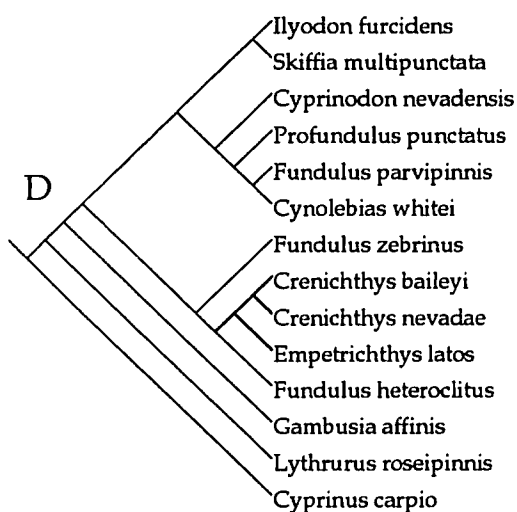 Ilyodon furcidens
Skiffia multipunctata
Cyprinodon nevadensis
Profundulus punctatus
D
Fundulus parvipinnis
Cynolebias whitei
Fundulus zebrinus
Crenichthys baileyi
Crenichthys nevadae
Empetrichthys latos
Fundulus heteroclitus
Gambusia affinis
Lythrurus roseipinnis
Cyprinus carpio